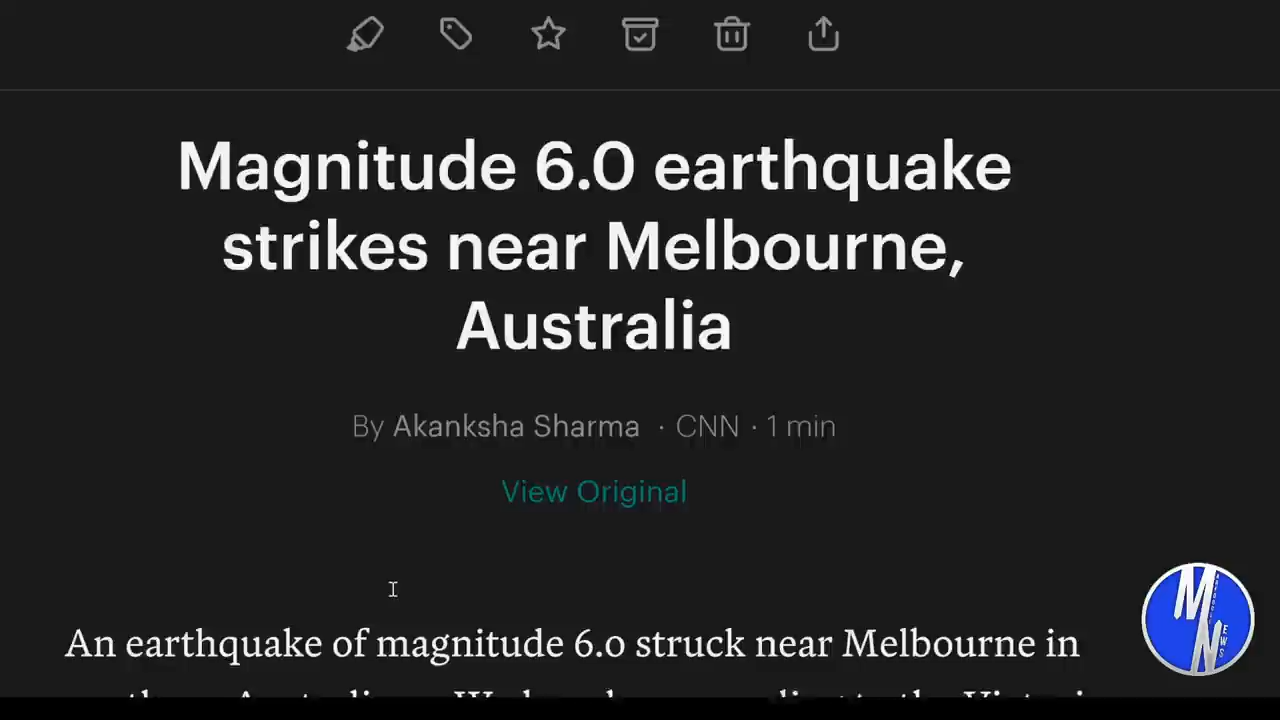 Magnitude 6.0 earthquake
strikes near Melbourne,
Australia
By Akanksha Sharma · CNN · 1 min
View Original
An earthquake of magnitude 6.0 struck near Melbourne in
MN